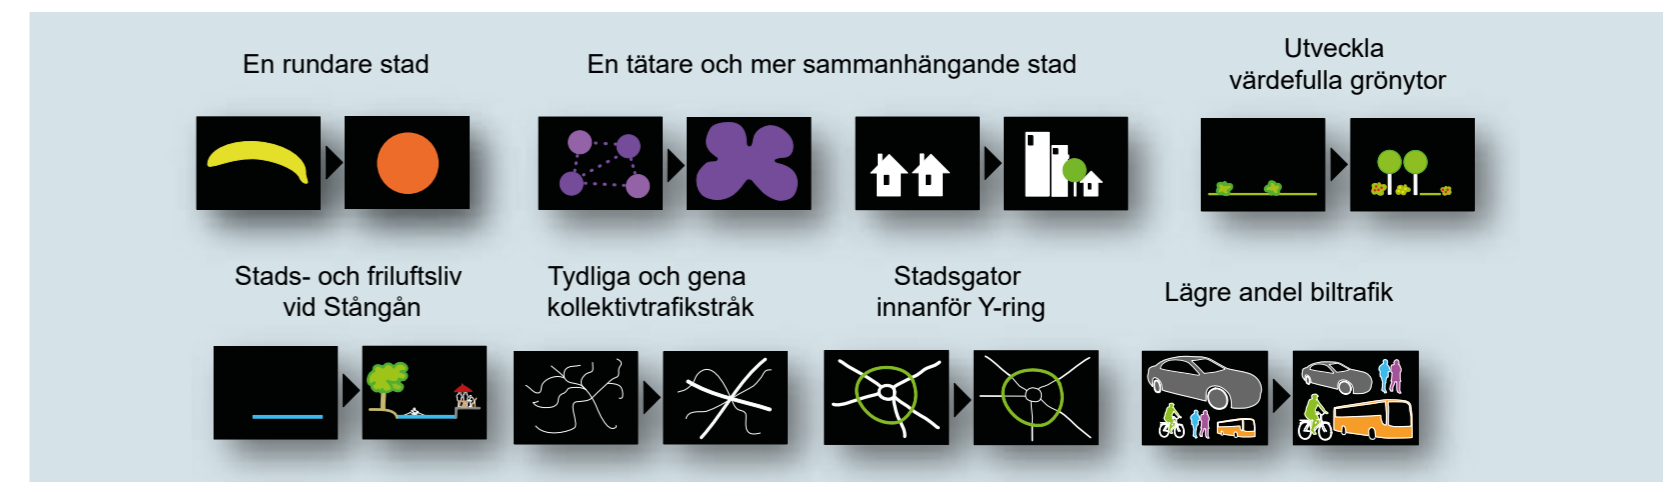 En rundare stad
En tätare och mer sammanhängande stad
Utveckla
värdefulla grönytor
Stads- och friluftsliv
vid Stångån
Tydliga och gena
kollektivtrafikstråk
Stadsgator
innanför Y-ring
Lägre andel biltrafik